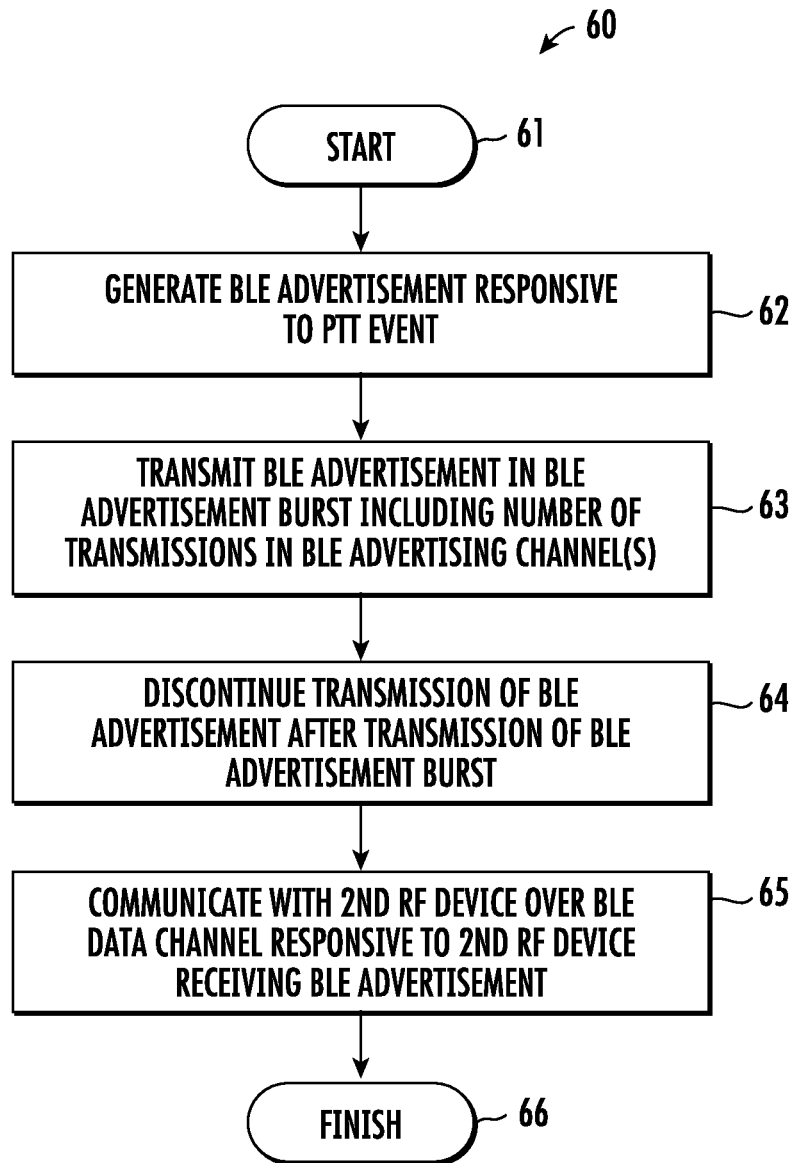 60
START
61
GENERATE BLE ADVERTISEMENT RESPONSIVE
TO PTT EVENT
62
TRANSMIT BLE ADVERTISEMENT IN BLE
ADVERTISEMENT BURST INCLUDING NUMBER OF
TRANSMISSIONS IN BLE ADVERTISING CHANNEL(S)
63
DISCONTINUE TRANSMISSION OF BLE
ADVERTISEMENT AFTER TRANSMISSION OF BLE
ADVERTISEMENT BURST
64
COMMUNICATE WITH 2ND RF DEVICE OVER BLE
DATA CHANNEL RESPONSIVE TO 2ND RF DEVICE
RECEIVING BLE ADVERTISEMENT
65
FINISH
66